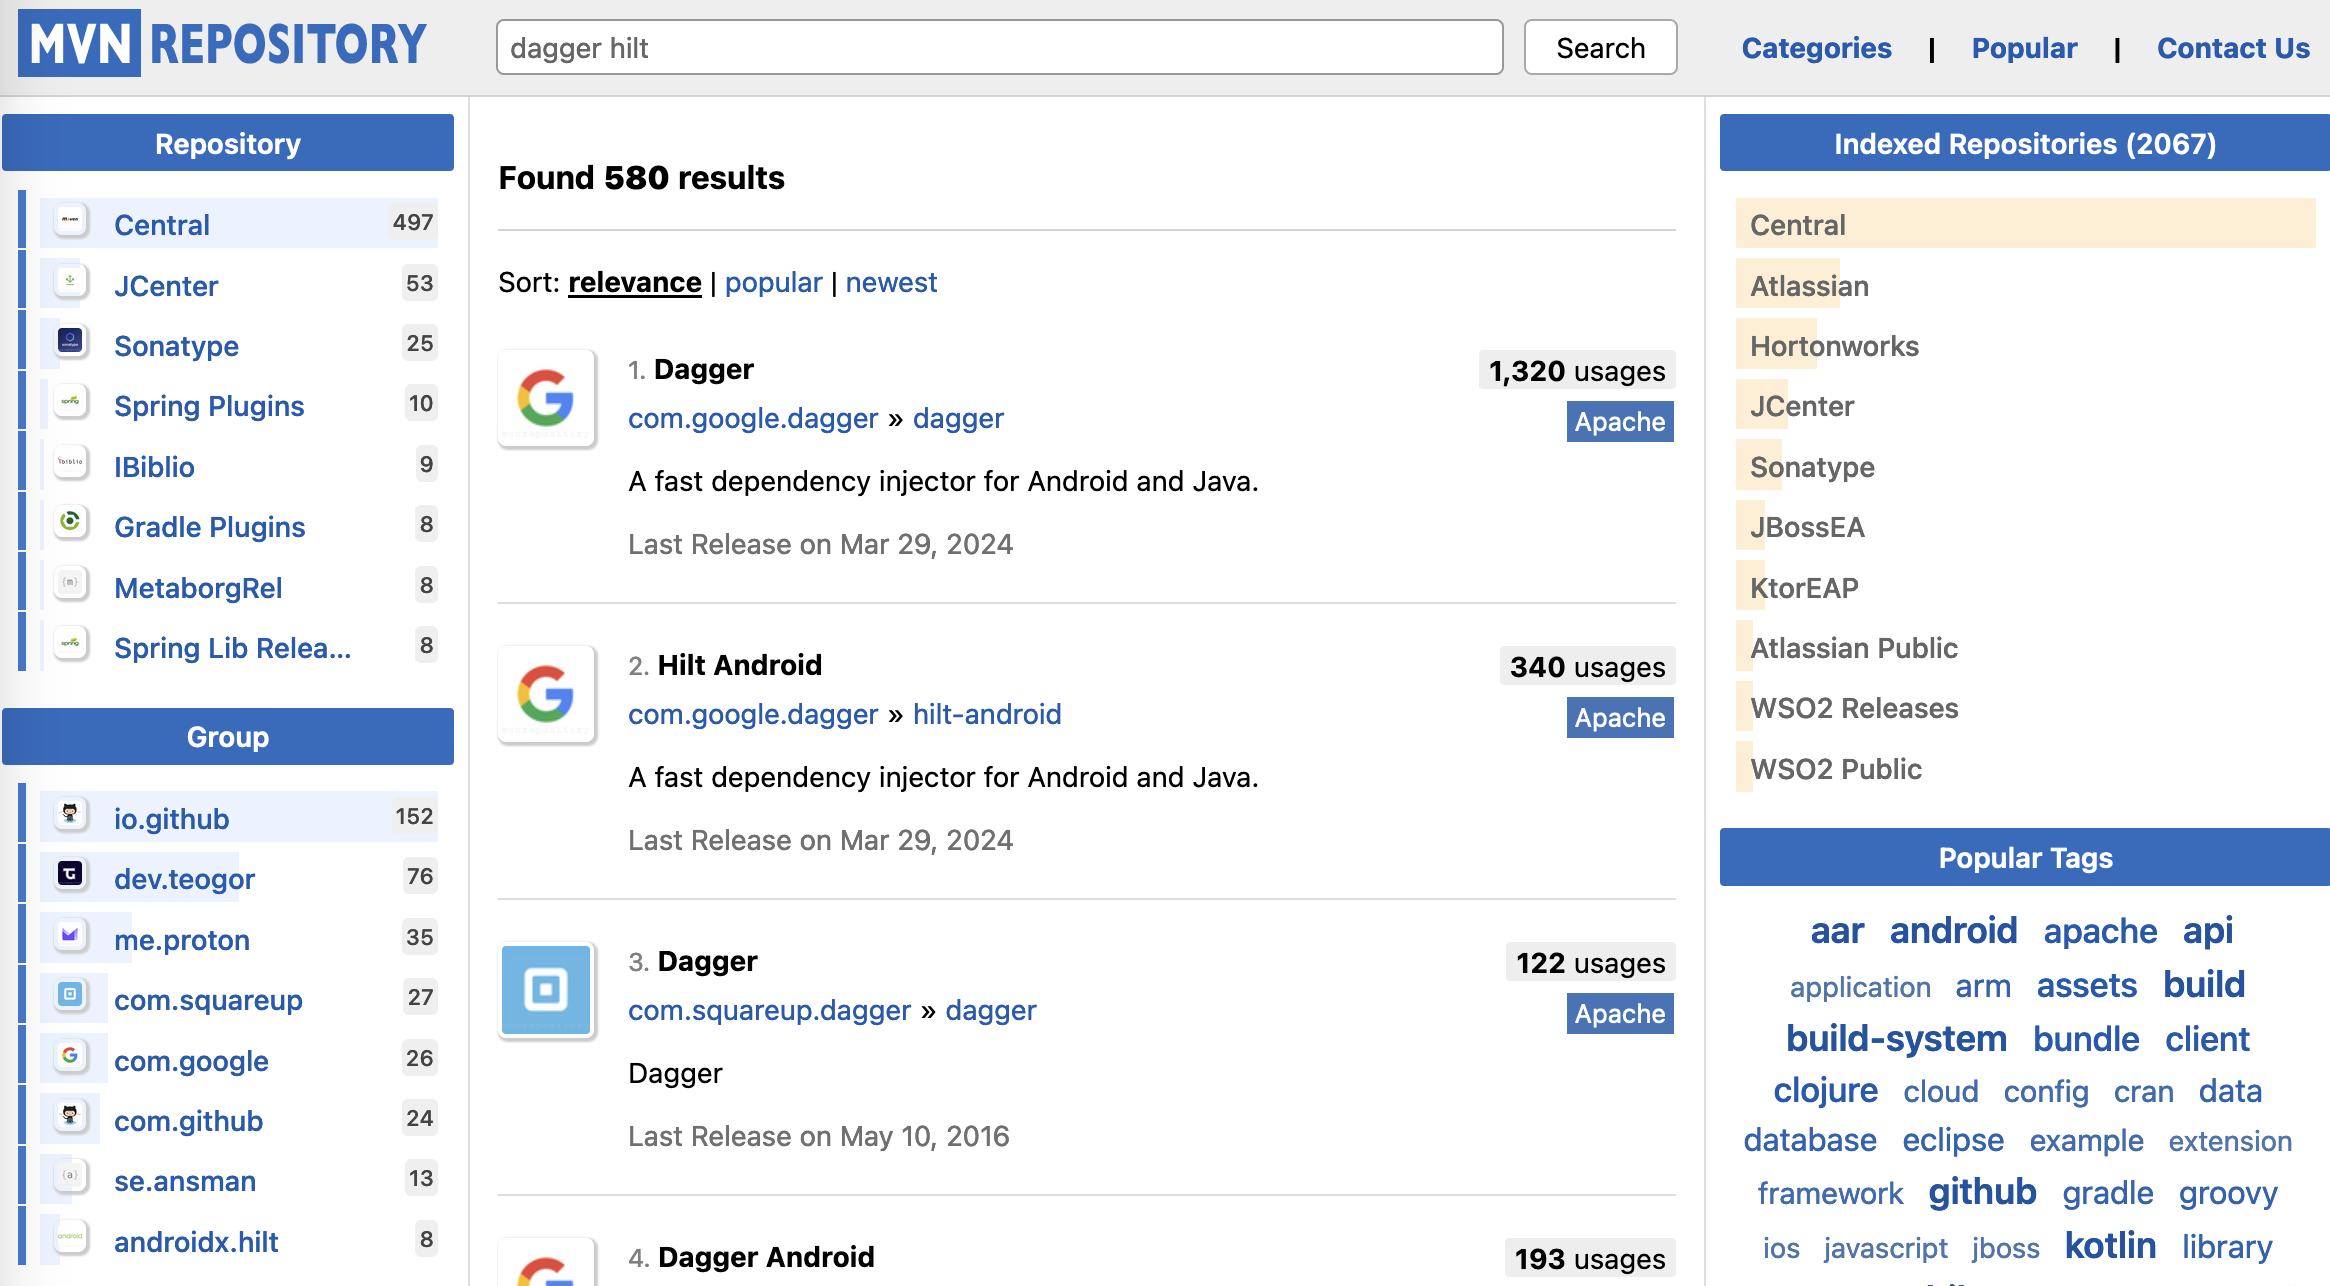 MVN REPOSITORY
dagger hilt
Search
Categories | Popular | Contact Us
Repository
Central 497
JCenter 53
Sonatype 25
Spring Plugins 10
IBiblio 9
Gradle Plugins 8
MetaborgRel 8
Spring Lib Relea... 8
Group
io.github 152
dev.teogor 76
me.proton 35
com.squareup 27
com.google 26
com.github 24
se.ansman 13
androidx.hilt 8
Found 580 results
Sort: relevance | popular | newest
1. Dagger 1,320 usages
com.google.dagger » dagger Apache
A fast dependency injector for Android and Java.
Last Release on Mar 29, 2024
2. Hilt Android 340 usages
com.google.dagger » hilt-android Apache
A fast dependency injector for Android and Java.
Last Release on Mar 29, 2024
3. Dagger 122 usages
com.squareup.dagger » dagger Apache
Dagger
Last Release on May 10, 2016
4. Dagger Android 193 usages
Indexed Repositories (2067)
Central
Atlassian
Hortonworks
JCenter
Sonatype
JBossEA
KtorEAP
Atlassian Public
WSO2 Releases
WSO2 Public
Popular Tags
aar android apache api
application arm assets build
build-system bundle client
clojure cloud config cran data
database eclipse example extension
framework github gradle groovy
ios javascript jboss kotlin library